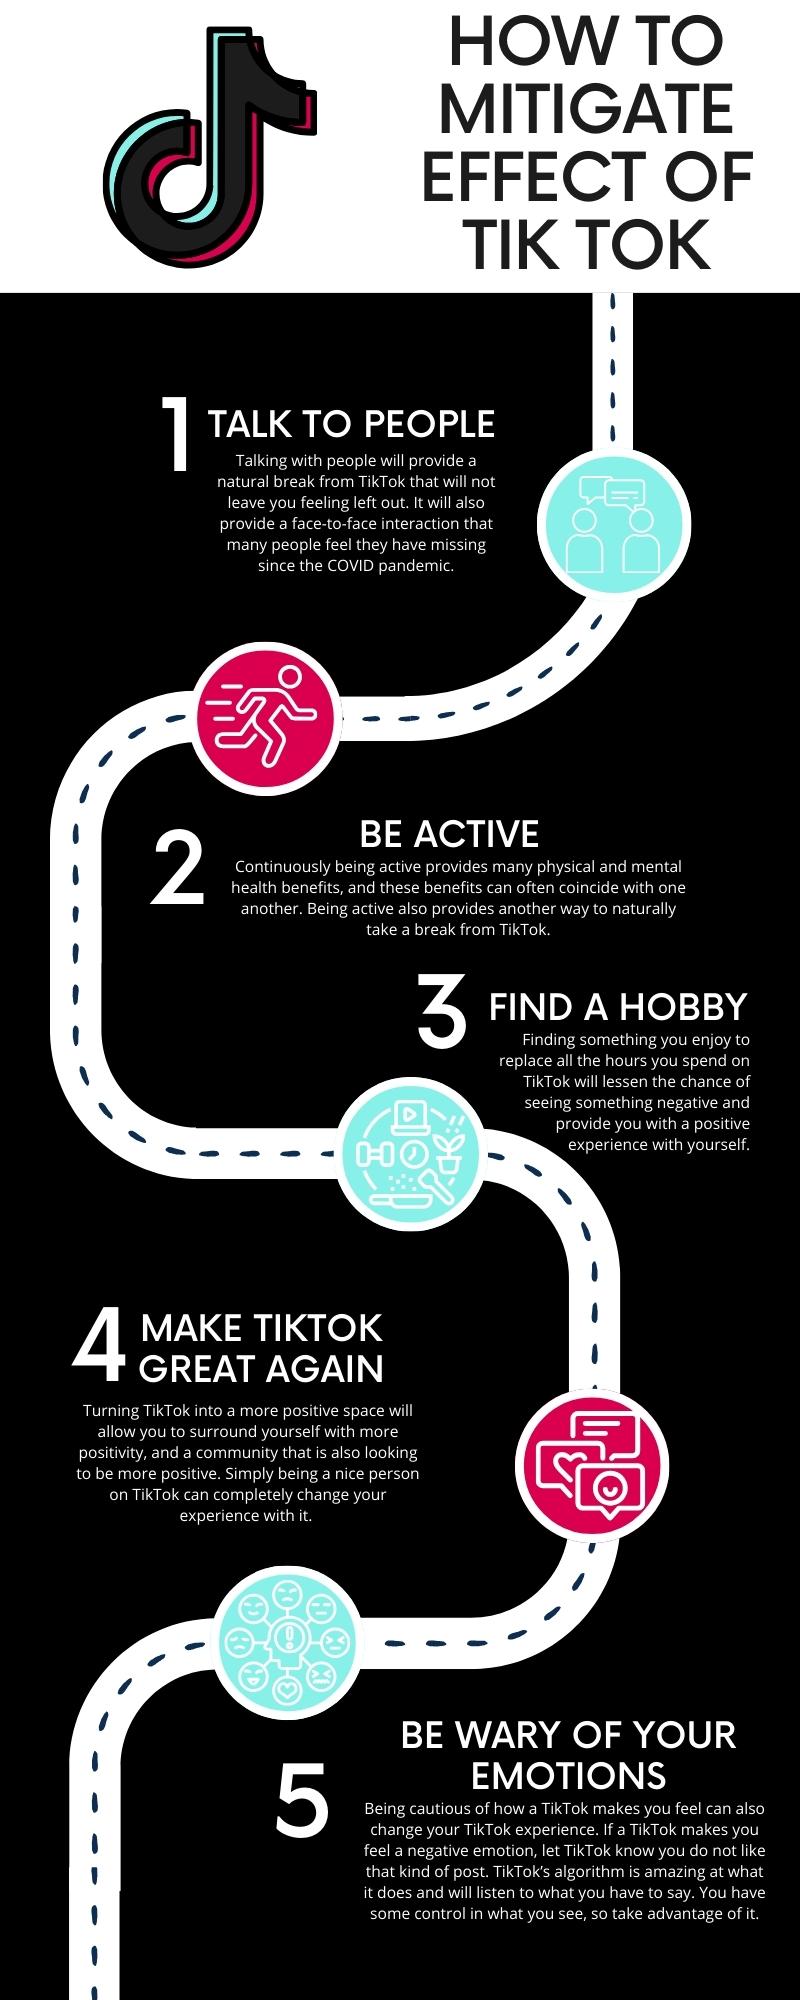 HOW TO
MITIGATE
EFFECT OF
TIK TOK
1 TALK TO PEOPLE
Talking with people will provide a
natural break from TikTok that will not
leave you feeling left out. It will also
provide a face-to-face interaction that
many people feel they have missing
since the COVID pandemic.
2 BE ACTIVE
Continuously being active provides many physical and mental
health benefits, and these benefits can often coincide with one
another. Being active also provides another way to naturally
take a break from TikTok.
3 FIND A HOBBY
Finding something you enjoy to
replace all the hours you spend on
TikTok will lessen the chance of
seeing something negative and
provide you with a positive
experience with yourself.
4 MAKE TIKTOK
GREAT AGAIN
Turning TikTok into a more positive space will
allow you to surround yourself with more
positivity, and a community that is also looking
to be more positive. Simply being a nice person
on TikTok can completely change your
experience with it.
5 BE WARY OF YOUR
EMOTIONS
Being cautious of how a TikTok makes you feel can also
change your TikTok experience. If a TikTok makes you
feel a negative emotion, let TikTok know you do not like
that kind of post. TikTok's algorithm is amazing at what
it does and will listen to what you have to say. You have
some control in what you see, so take advantage of it.